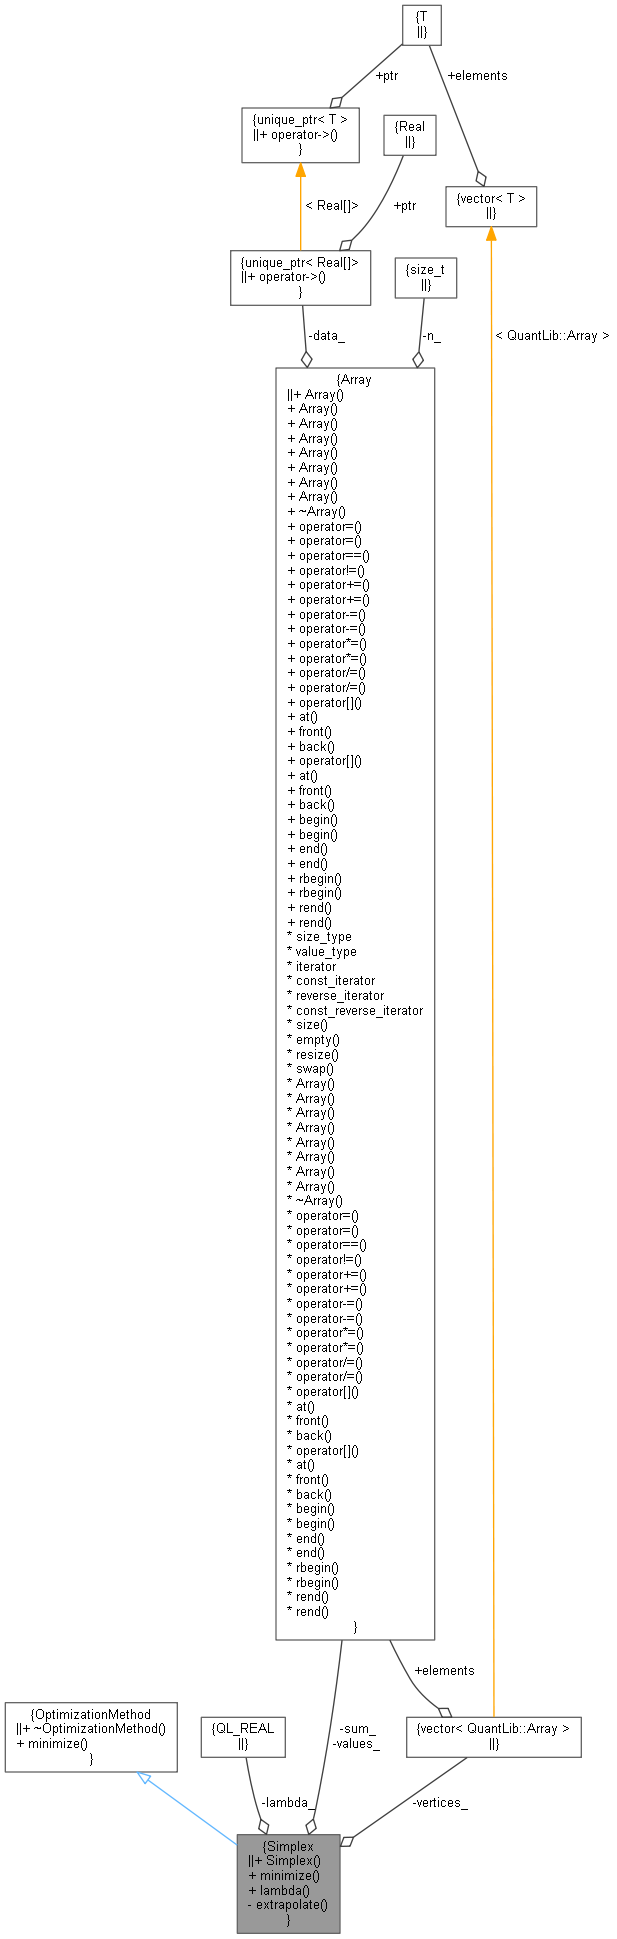 {T
||}
+ptr
+elements
{unique_ptr< T >
||+ operator->()
}
{Real
||}
{vector< T >
||}
< Real[]>
+ptr
{unique_ptr< Real[]>
||+ operator->()
}
{size_t
||}
-data_
-n_
< QuantLib::Array >
{Array
||+ Array()
+ Array()
+ Array()
+ Array()
+ Array()
+ Array()
+ Array()
+ Array()
+ ~Array()
+ operator=()
+ operator=()
+ operator==()
+ operator!=()
+ operator+=()
+ operator+=()
+ operator-=()
+ operator-=()
+ operator*=()
+ operator*=()
+ operator/=()
+ operator/=()
+ operator[]()
+ at()
+ front()
+ back()
+ operator[]()
+ at()
+ front()
+ back()
+ begin()
+ begin()
+ end()
+ end()
+ rbegin()
+ rbegin()
+ rend()
+ rend()
* size_type
* value_type
* iterator
* const_iterator
* reverse_iterator
* const_reverse_iterator
* size()
* empty()
* resize()
* swap()
* Array()
* Array()
* Array()
* Array()
* Array()
* Array()
* Array()
* Array()
* ~Array()
* operator=()
* operator=()
* operator==()
* operator!=()
* operator+=()
* operator+=()
* operator-=()
* operator-=()
* operator*=()
* operator*=()
* operator/=()
* operator/=()
* operator[]()
* at()
* front()
* back()
* operator[]()
* at()
* front()
* back()
* begin()
* begin()
* end()
* end()
* rbegin()
* rbegin()
* rend()
* rend()
}
+elements
{OptimizationMethod
||+ ~OptimizationMethod()
+ minimize()
}
{QL_REAL
||}
-sum_
-values_
{vector< QuantLib::Array >
||}
-lambda_
-vertices_
{Simplex
||+ Simplex()
+ minimize()
+ lambda()
- extrapolate()
}